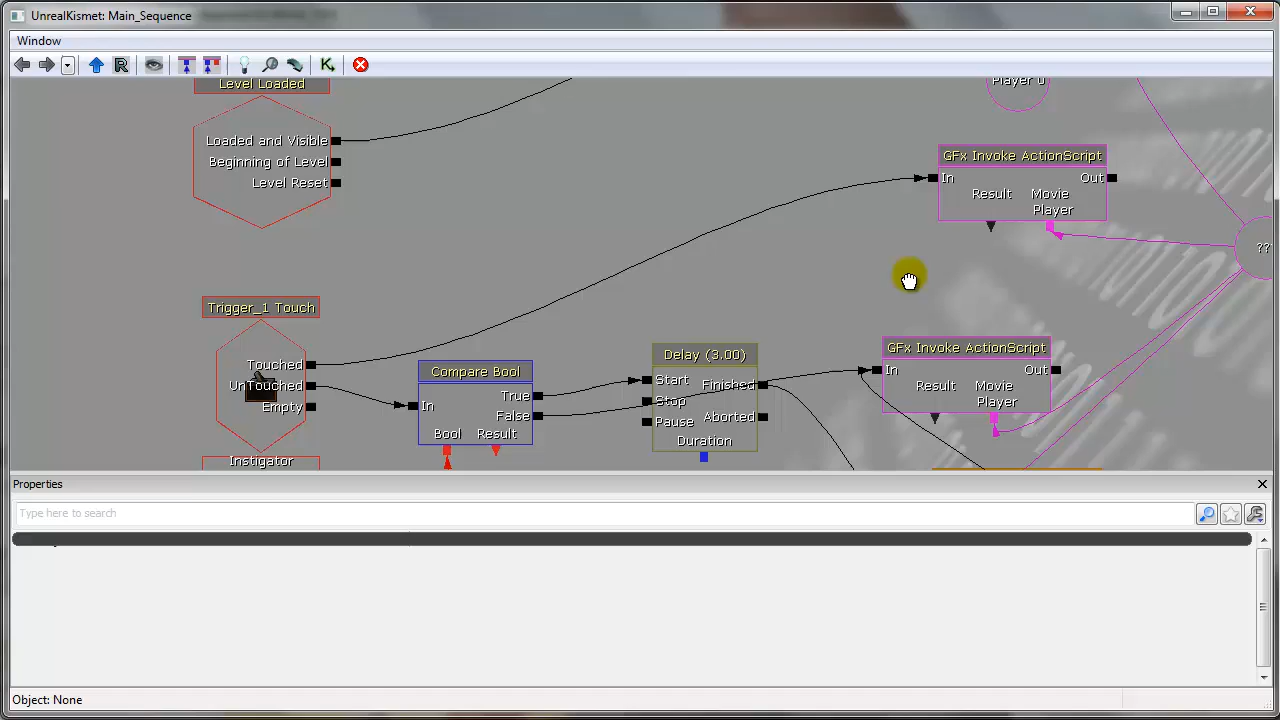 UnrealKismet: Main_Sequence
Window
Level Loaded
Loaded and Visible
Beginning of Level
Level Reset
Player 0
GFx Invoke ActionScript
In
Out
Result
Movie
Player
??
Trigger_1 Touch
Touched
UnTouched
Empty
Instigator
Compare Bool
In
True
False
Bool
Result
Delay (3.00)
Start
Finished
Stop
Pause
Aborted
Duration
GFx Invoke ActionScript
In
Out
Result
Movie
Player
Properties
Type here to search
Object: None